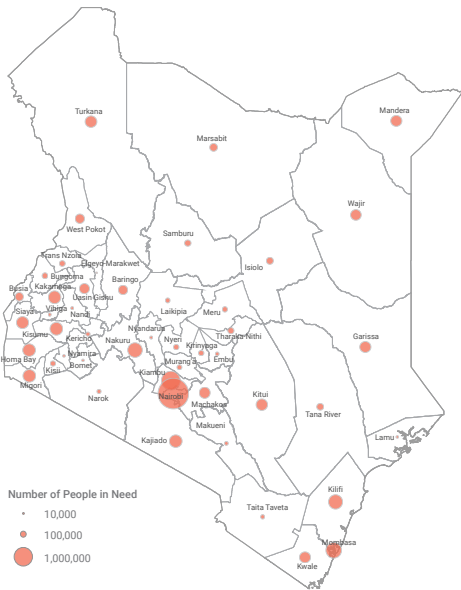 Turkana
Mandera
Marsabit
Wajir
West Pokot
Samburu
Trans Nzoia
Elgeyo-Marakwet
Isiolo
Bungoma
Baringo
Busia
Kakamega
Uasin Gishu
Siaya
Vihiga
Nandi
Laikipia
Meru
Kisumu
Nyandarua
Tharaka Nithi
Kericho
Nakuru
Nyeri
Kirinyaga
Garissa
Homa Bay
Nyamira
Murang'a
Embu
Kisii
Bomet
Kiambu
Migori
Narok
Nairobi
Machakos
Kitui
Tana River
Makueni
Kajiado
Lamu
Kilifi
Number of People in Need
10,000
Taita Taveta
100,000
Mombasa
1,000,000
Kwale